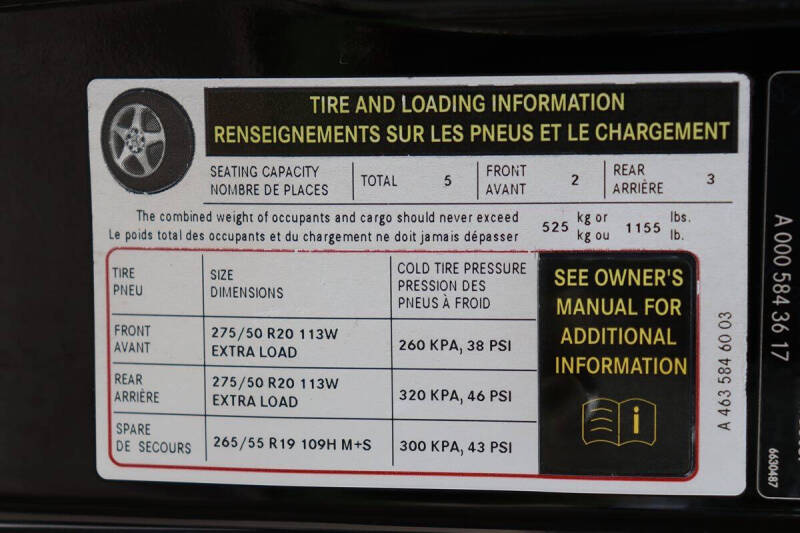 TIRE AND LOADING INFORMATION
RENSEIGNEMENTS SUR LES PNEUS ET LE CHARGEMENT
SEATING CAPACITY
NOMBRE DE PLACES
TOTAL 5
FRONT
AVANT
2
REAR
ARRIÈRE
3
The combined weight of occupants and cargo should never exceed
Le poids total des occupants et du chargement ne doit jamais dépasser
525 kg or
kg ou
1155 lbs.
lb.
TIRE
PNEU
SIZE
DIMENSIONS
COLD TIRE PRESSURE
PRESSION DES
PNEUS À FROID
FRONT
AVANT
275/50 R20 113W
EXTRA LOAD
260 KPA, 38 PSI
REAR
ARRIÈRE
275/50 R20 113W
EXTRA LOAD
320 KPA, 46 PSI
SPARE
DE SECOURS
265/55 R19 109H M+S
300 KPA, 43 PSI
SEE OWNER'S
MANUAL FOR
ADDITIONAL
INFORMATION
i
A 463 584 60 03
A 000 584 36 17
6630487